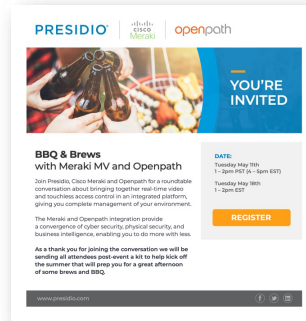 PRESIDIO
CISCO
Meraki
openpath
YOU'RE
INVITED
BBQ & Brews
with Meraki MV and Openpath
Join Presidio, Cisco Meraki and Openpath for a roundtable
conversation about bringing together real-time video
and touchless access control in an integrated platform,
giving you complete management of your environment.
The Meraki and Openpath integration provide
a convergence of cyber security, physical security, and
business intelligence, enabling you to do more with less.
As a thank you for joining the conversation we will be
sending all attendees post-event a kit to help kick off
the summer that will prep you for a great afternoon
of some brews and BBQ.
DATE:
Tuesday May 11th
1 – 2pm PST (4 – 5pm EST)
Tuesday May 18th
1 – 2pm EST
REGISTER
www.presidio.com